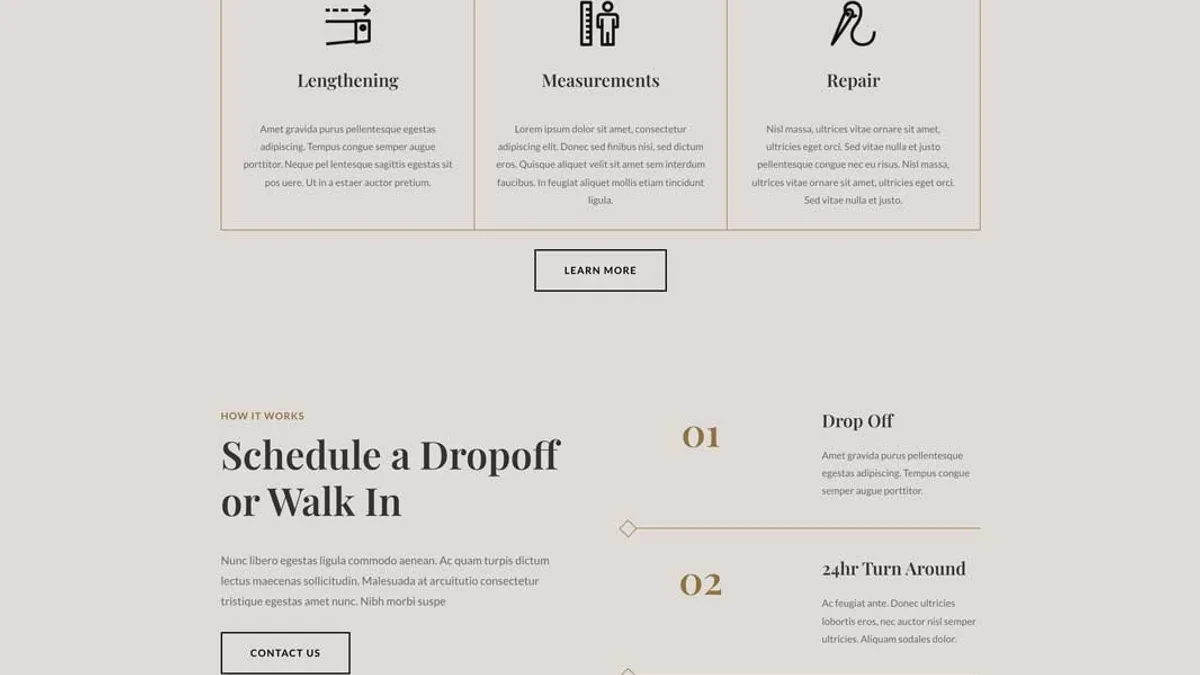 Lengthening
Amet gravida purus pellentesque egestas
adipiscing. Tempus congue semper augue
porttitor. Neque pel lentesque sagittis egestas sit
pos uere. Ut in a estaer auctor pretium.
Measurements
Lorem ipsum dolor sit amet, consectetur
adipiscing elit. Donec sed finibus nisi, sed dictum
eros. Quisque aliquet velit sit amet sem interdum
faucibus. In feugiat aliquet mollis etiam tincidunt
ligula.
Repair
Nisl massa, ultrices vitae ornare sit amet,
ultricies eget orci. Sed vitae nulla et justo
pellentesque congue nec eu risus. Nisl massa,
ultrices vitae ornare sit amet, ultricies eget orci.
Sed vitae nulla et justo.
LEARN MORE
HOW IT WORKS
Schedule a Dropoff
or Walk In
Nunc libero egestas ligula commodo aenean. Ac quam turpis dictum
lectus maecenas sollicitudin. Malesuada at arcuitutio consectetur
tristique egestas amet nunc. Nibh morbi suspe
CONTACT US
01
Drop Off
Amet gravida purus pellentesque
egestas adipiscing. Tempus congue
semper augue porttitor.
02
24hr Turn Around
Ac feugiat ante. Donec ultricies
lobortis eros, nec auctor nisl semper
ultricies. Aliquam sodales dolor.